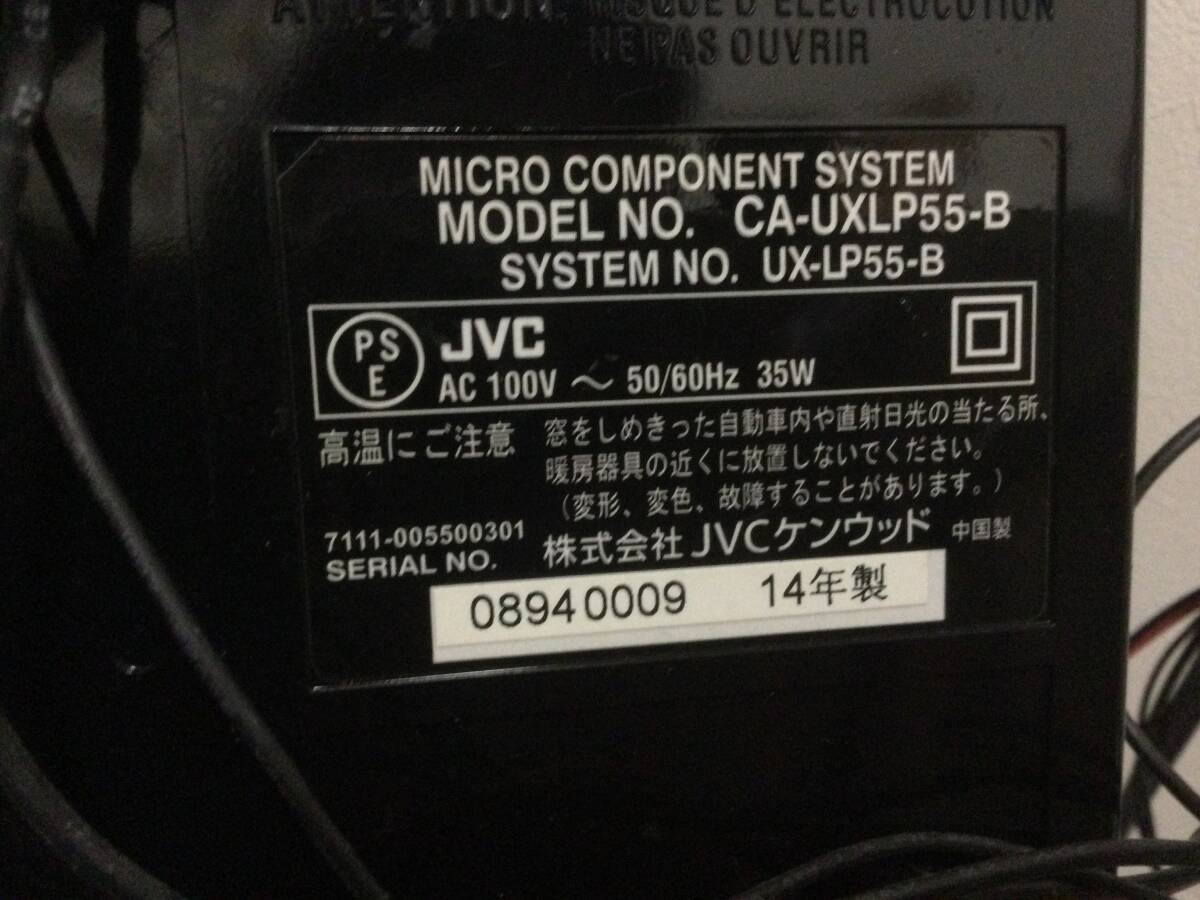 ATTENTION: RISQUE D'ELECTROCUTION
NE PAS OUVRIR
MICRO COMPONENT SYSTEM
MODEL NO. CA-UXLP55-B
SYSTEM NO. UX-LP55-B
PSE JVC
AC 100V ～ 50/60Hz 35W
高温にご注意 窓をしめきった自動車内や直射日光の当たる所、
暖房器具の近くに放置しないでください。
(変形、変色、故障することがあります。)
7111-005500301
SERIAL NO. 株式会社JVCケンウッド 中国製
08940009 14年製